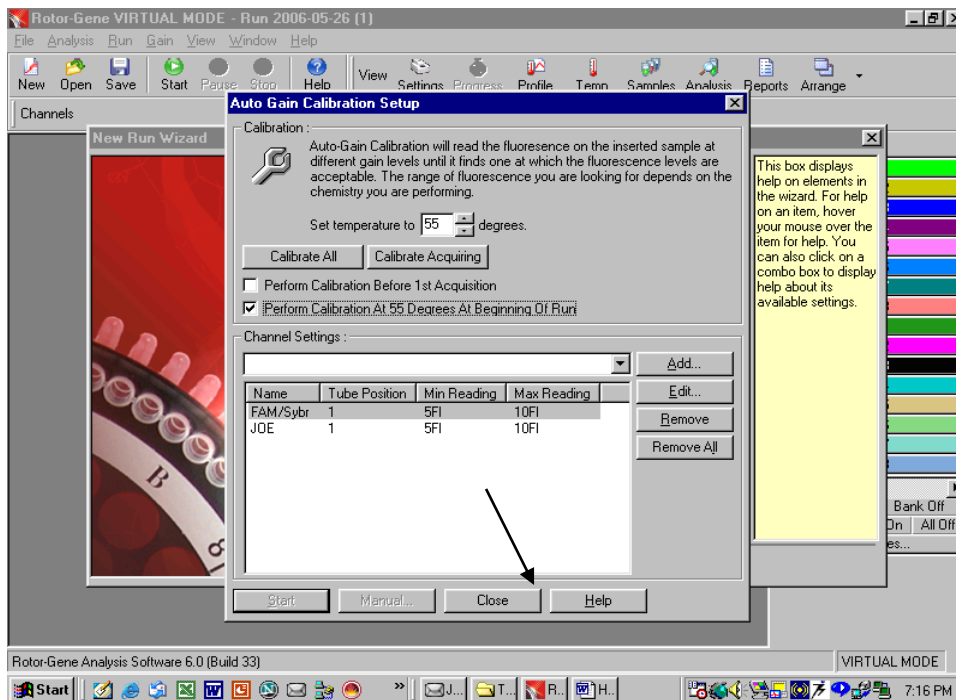 Rotor-Gene VIRTUAL MODE - Run 2006-05-26 (1)
File Analysis Run Gain View Window Help
New Open Save Start Pause Stop Help View Settings Progress Profile Temp Samples Analysis Reports Arrange
Channels
New Run Wizard
Auto Gain Calibration Setup
Calibration :
Auto-Gain Calibration will read the fluoresence on the inserted sample at
different gain levels until it finds one at which the fluorescence levels are
acceptable. The range of fluorescence you are looking for depends on the
chemistry you are performing.
Set temperature to 55 degrees.
Calibrate All Calibrate Acquiring
Perform Calibration Before 1st Acquisition
Perform Calibration At 55 Degrees At Beginning Of Run
Channel Settings :
Add...
Name Tube Position Min Reading Max Reading
Edit...
FAM/Sybr 1 5Fl 10Fl
JOE 1 5Fl 10Fl
Remove
Remove All
Start Manual... Close Help
This box displays
help on elements in
the wizard. For help
on an item, hover
your mouse over the
item for help. You
can also click on a
combo box to display
help about its
available settings.
Bank Off
On All Off
es...
B
Rotor-Gene Analysis Software 6.0 (Build 33) VIRTUAL MODE
Start J... T... R.. H.. 7:16 PM